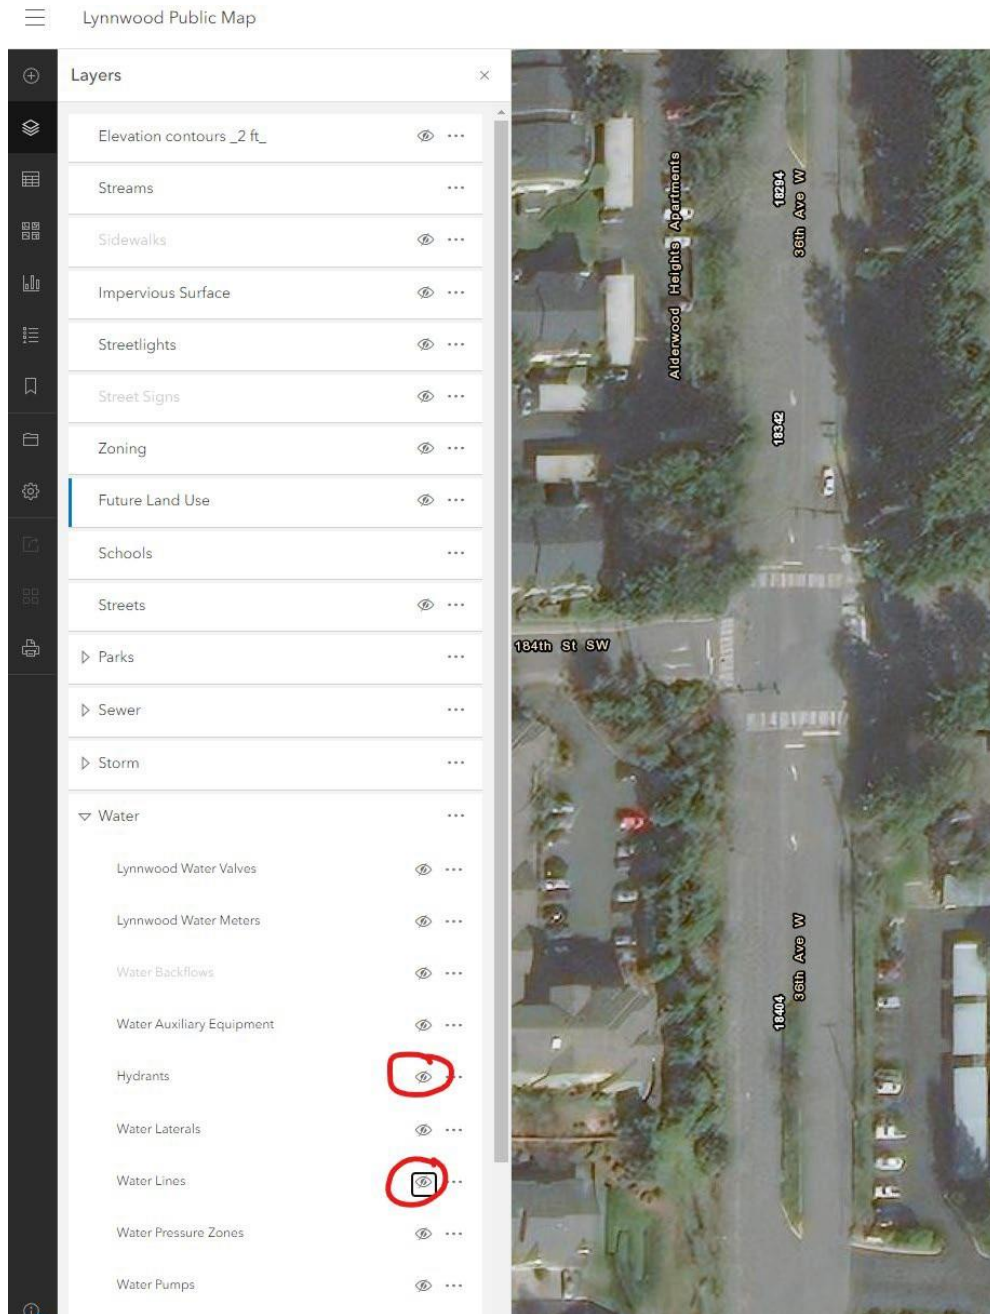 Lynnwood Public Map
Layers
Elevation contours _2 ft_
Streams
Sidewalks
Impervious Surface
Streetlights
Street Signs
Zoning
Future Land Use
Schools
Streets
Parks
Sewer
Storm
Water
Lynnwood Water Valves
Lynnwood Water Meters
Water Backflows
Water Auxiliary Equipment
Hydrants
Water Laterals
Water Lines
Water Pressure Zones
Water Pumps
Alderwood Heights Apartments
18294
36th Ave W
18342
184th St SW
36th Ave W
18404